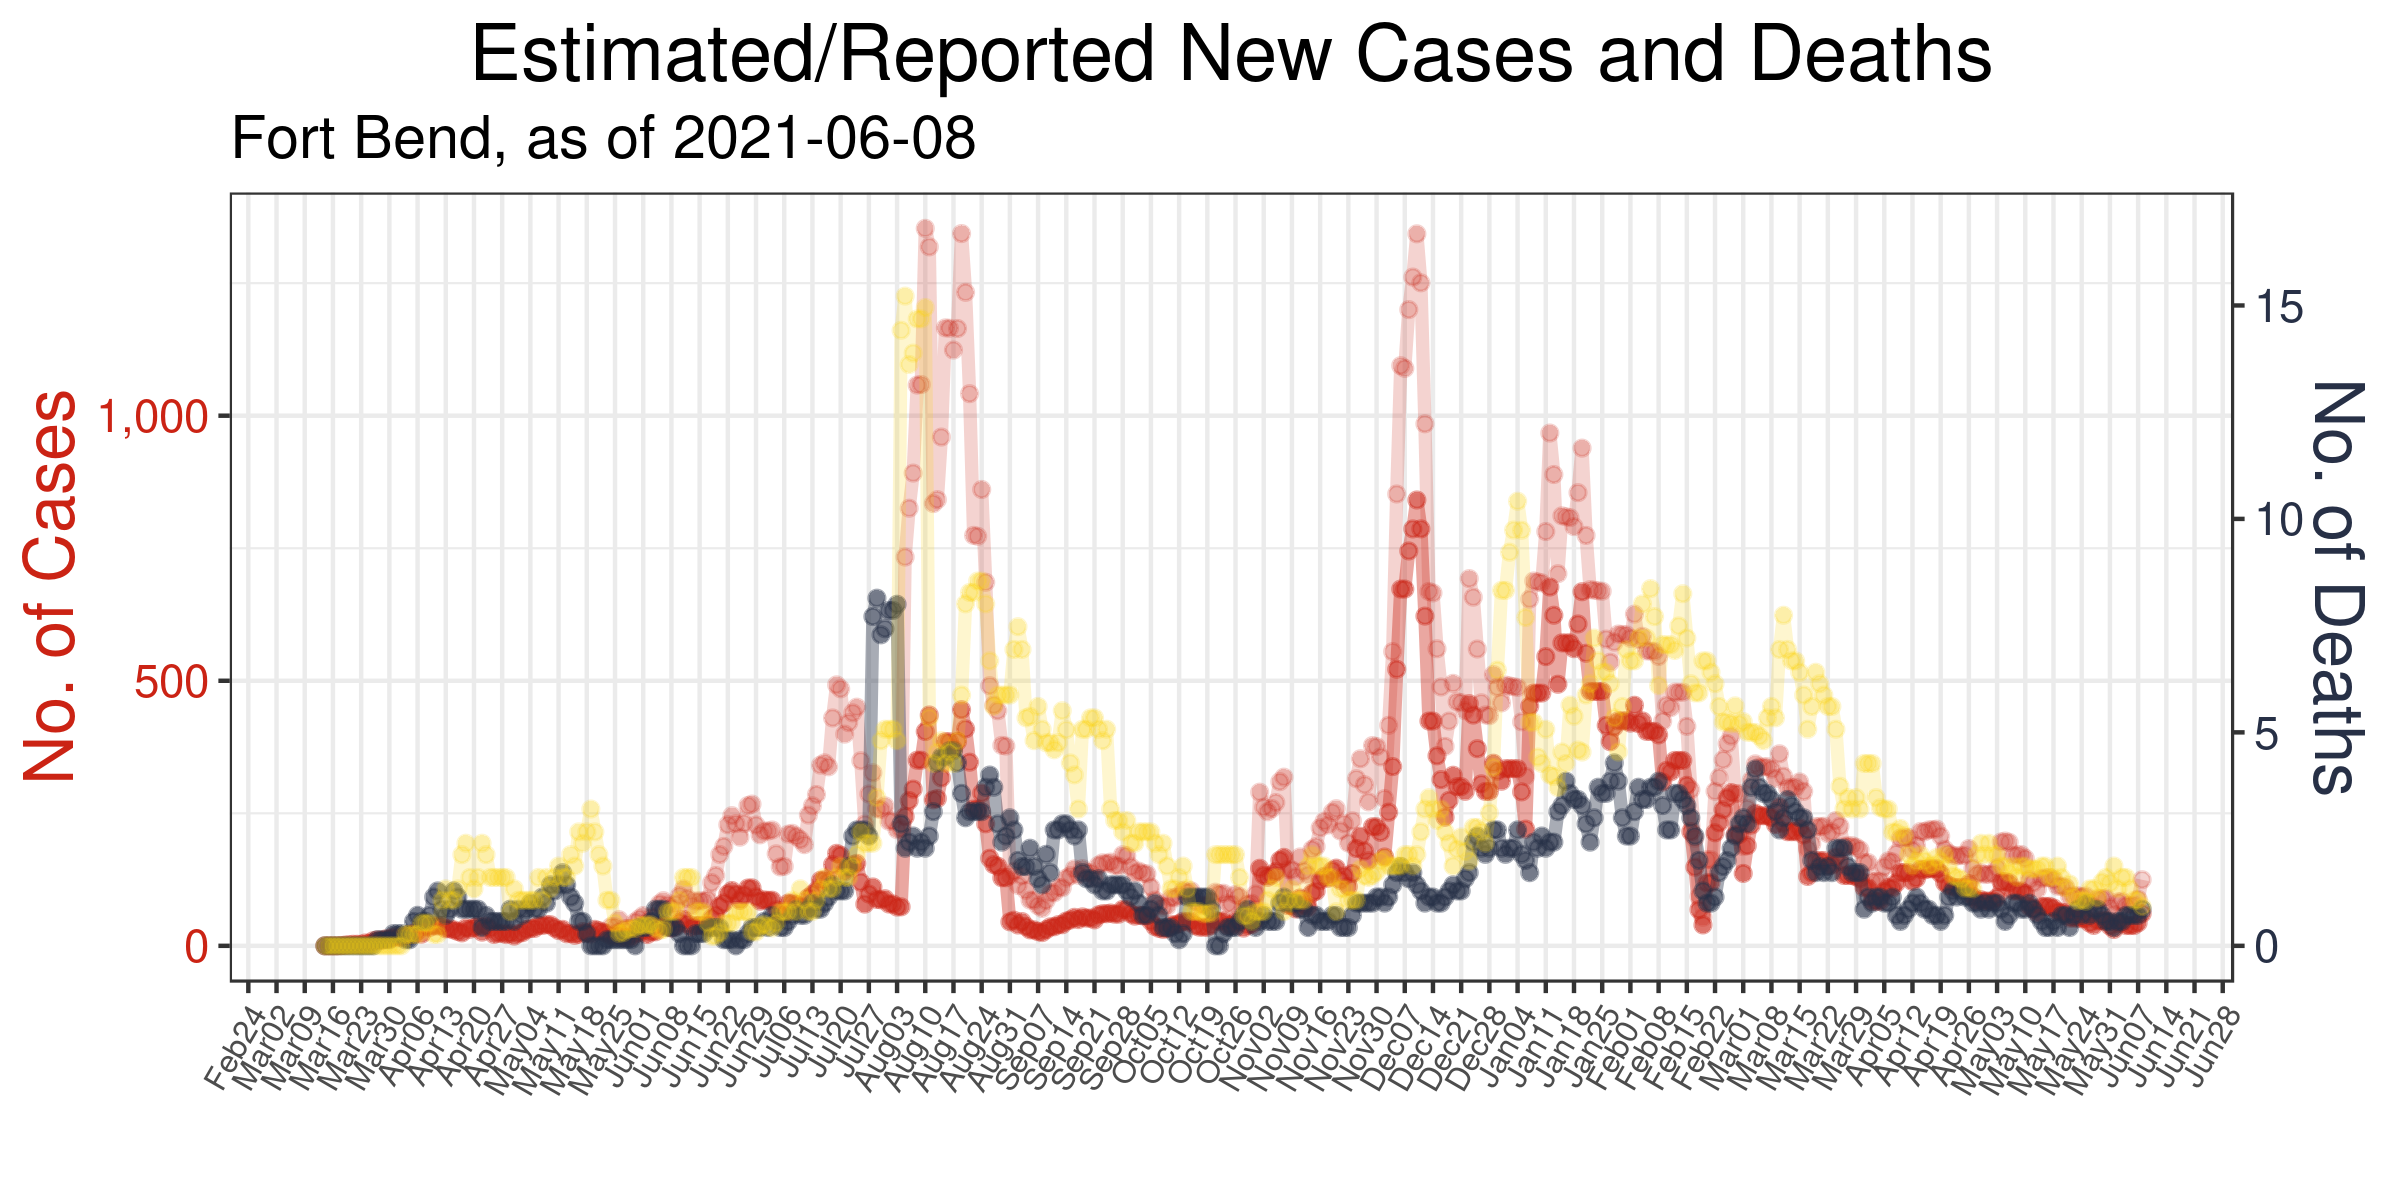 Estimated/Reported New Cases and Deaths
Fort Bend, as of 2021-06-08
No. of Cases
1,000
500
0
15
10
5
0
No. of Deaths
Feb24
Mar02
Mar09
Mar16
Mar23
Mar30
Apr06
Apr13
Apr20
Apr27
May04
May11
May18
May25
Jun01
Jun08
Jun15
Jun22
Jun29
Jul06
Jul13
Jul20
Jul27
Aug03
Aug10
Aug17
Aug24
Aug31
Sep07
Sep14
Sep21
Sep28
Oct05
Oct12
Oct19
Oct26
Nov02
Nov09
Nov16
Nov23
Nov30
Dec07
Dec14
Dec21
Dec28
Jan04
Jan11
Jan18
Jan25
Feb01
Feb08
Feb15
Feb22
Mar01
Mar08
Mar15
Mar22
Mar29
Apr05
Apr12
Apr19
Apr26
May03
May10
May17
May24
May31
Jun07
Jun14
Jun21
Jun28